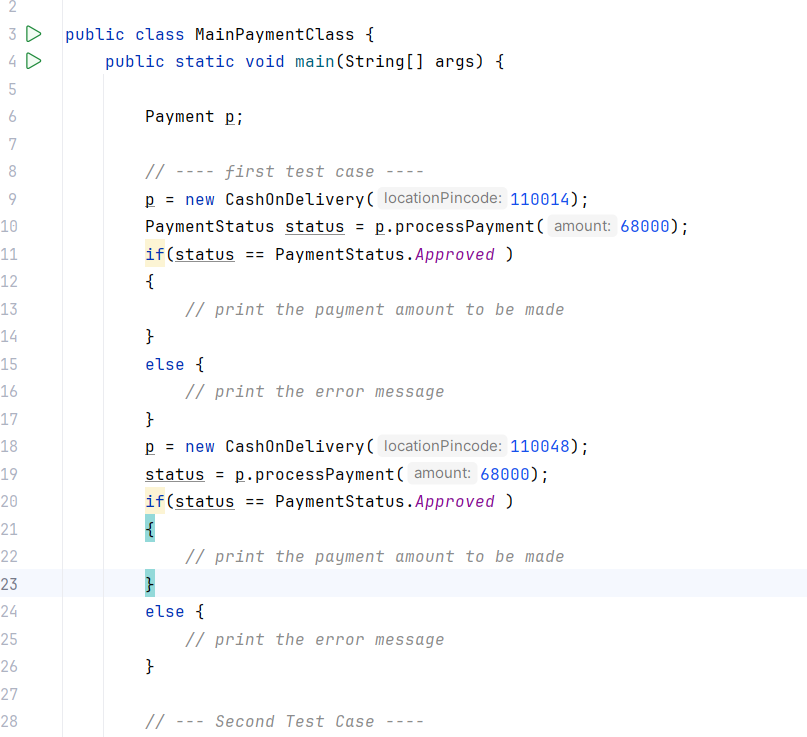 2
3 public class MainPaymentClass {
4 public static void main(String[] args) {
5
6 Payment p;
7
8 // ---- first test case ----
9 p = new CashOnDelivery( locationPincode: 110014);
10 PaymentStatus status = p.processPayment( amount: 68000);
11 if(status == PaymentStatus.Approved )
12 {
13 // print the payment amount to be made
14 }
15 else {
16 // print the error message
17 }
18 p = new CashOnDelivery( locationPincode: 110048);
19 status = p.processPayment( amount: 68000);
20 if(status == PaymentStatus.Approved )
21 {
22 // print the payment amount to be made
23 }
24 else {
25 // print the error message
26 }
27
28 // --- Second Test Case ----